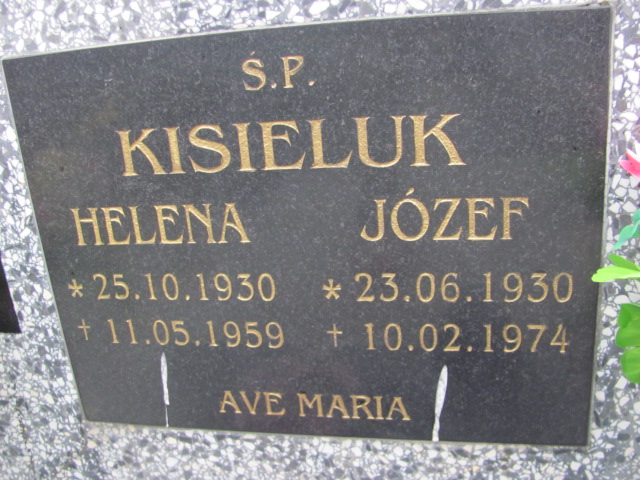 Ś.P.
KISIELUK
HELENA JÓZEF
* 25.10.1930 * 23.06.1930
† 11.05.1959 † 10.02.1974
AVE MARIA